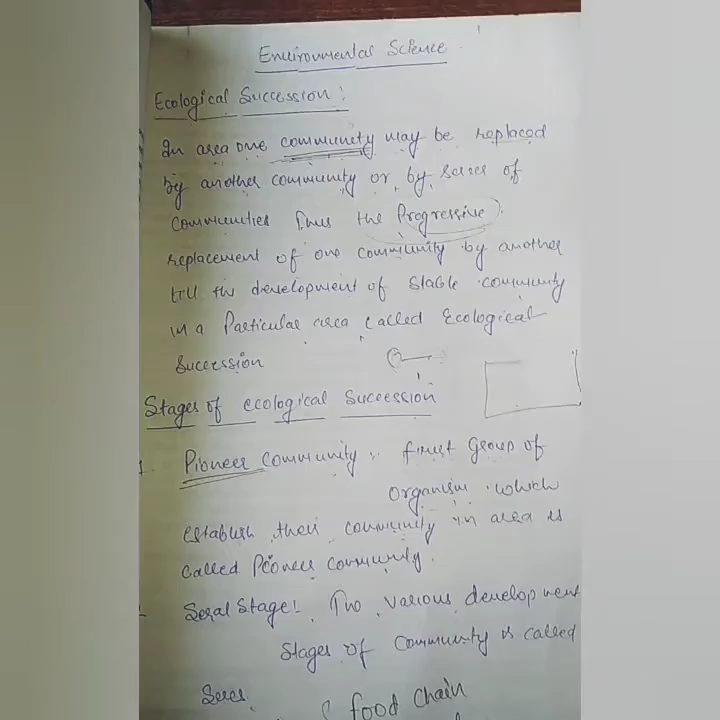 Environmental Science
Ecological Succession:
In area one community may be replaced
by another community or by series of
communities Thus the Progressive
replacement of one community by another
till the development of stable community
in a Particular area called Ecological
Succession
Stages of ecological Succession
1. Pioneer Community: first Group of
Organism which
establish their community in area is
called Pioneer community.
2. Seral Stage: The various development
Stages of Community is called
Seres
food chain